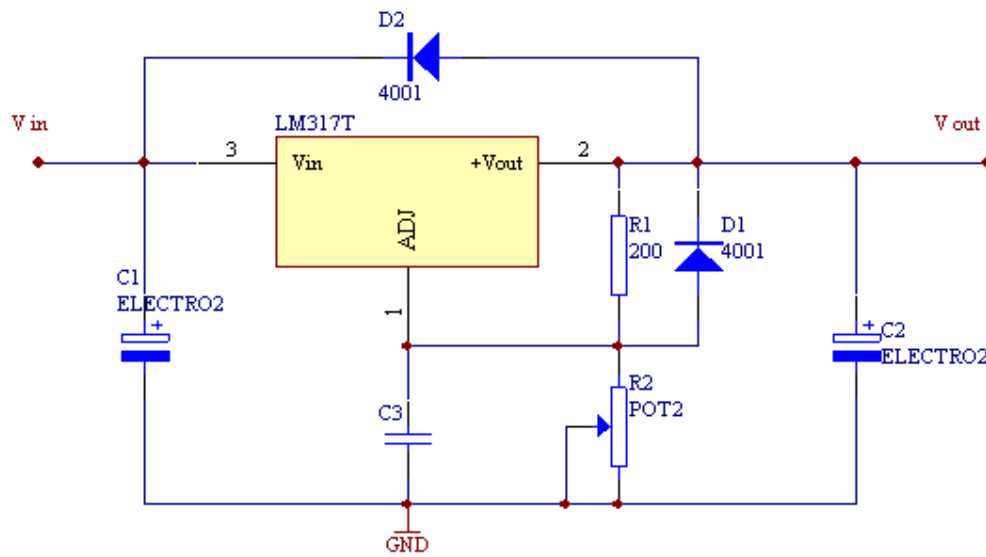 D2
4001
V in
LM317T
V out
3
Vin
+Vout
2
ADJ
R1
200
D1
4001
C1
ELECTRO2
1
C2
ELECTRO2
R2
POT2
C3
GND
+
+